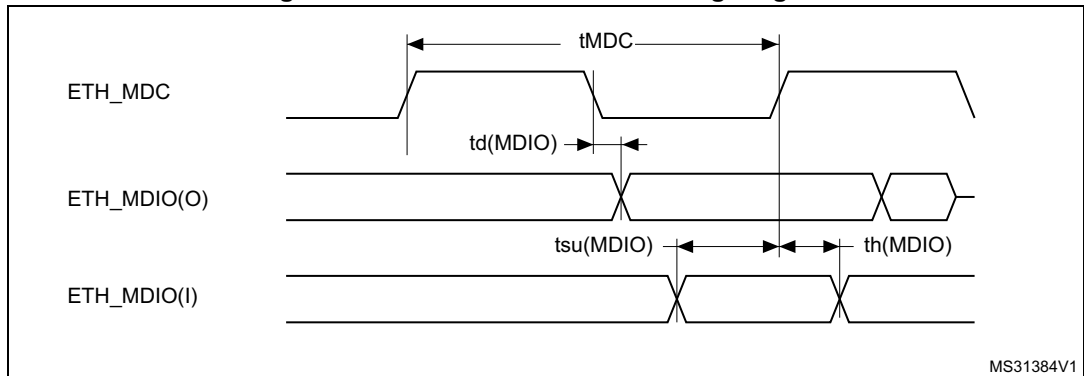 tMDC
ETH_MDC
td(MDIO)
ETH_MDIO(O)
tsu(MDIO) th(MDIO)
ETH_MDIO(I)
MS31384V1